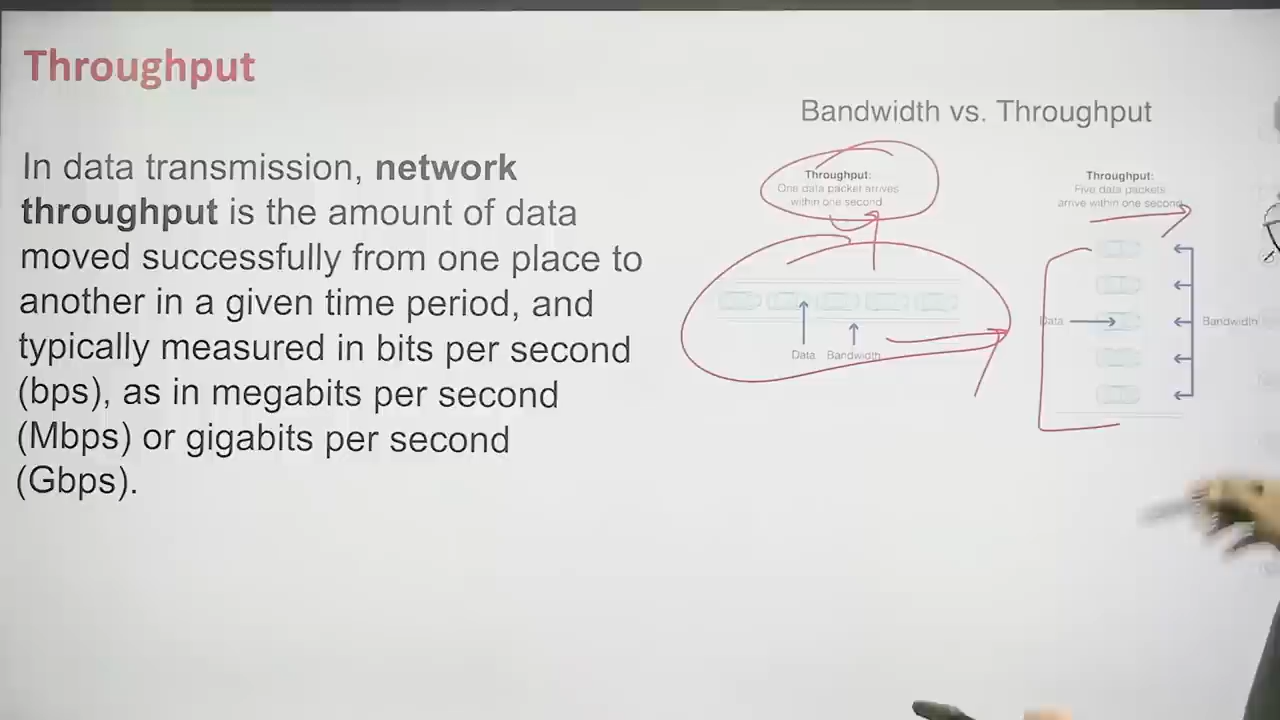 Throughput
In data transmission, network
throughput is the amount of data
moved successfully from one place to
another in a given time period, and
typically measured in bits per second
(bps), as in megabits per second
(Mbps) or gigabits per second
(Gbps).
Bandwidth vs. Throughput
Throughput:
One data packet arrives
within one second
Data Bandwidth
Throughput:
Five data packets
arrive within one second
Data
Bandwidth